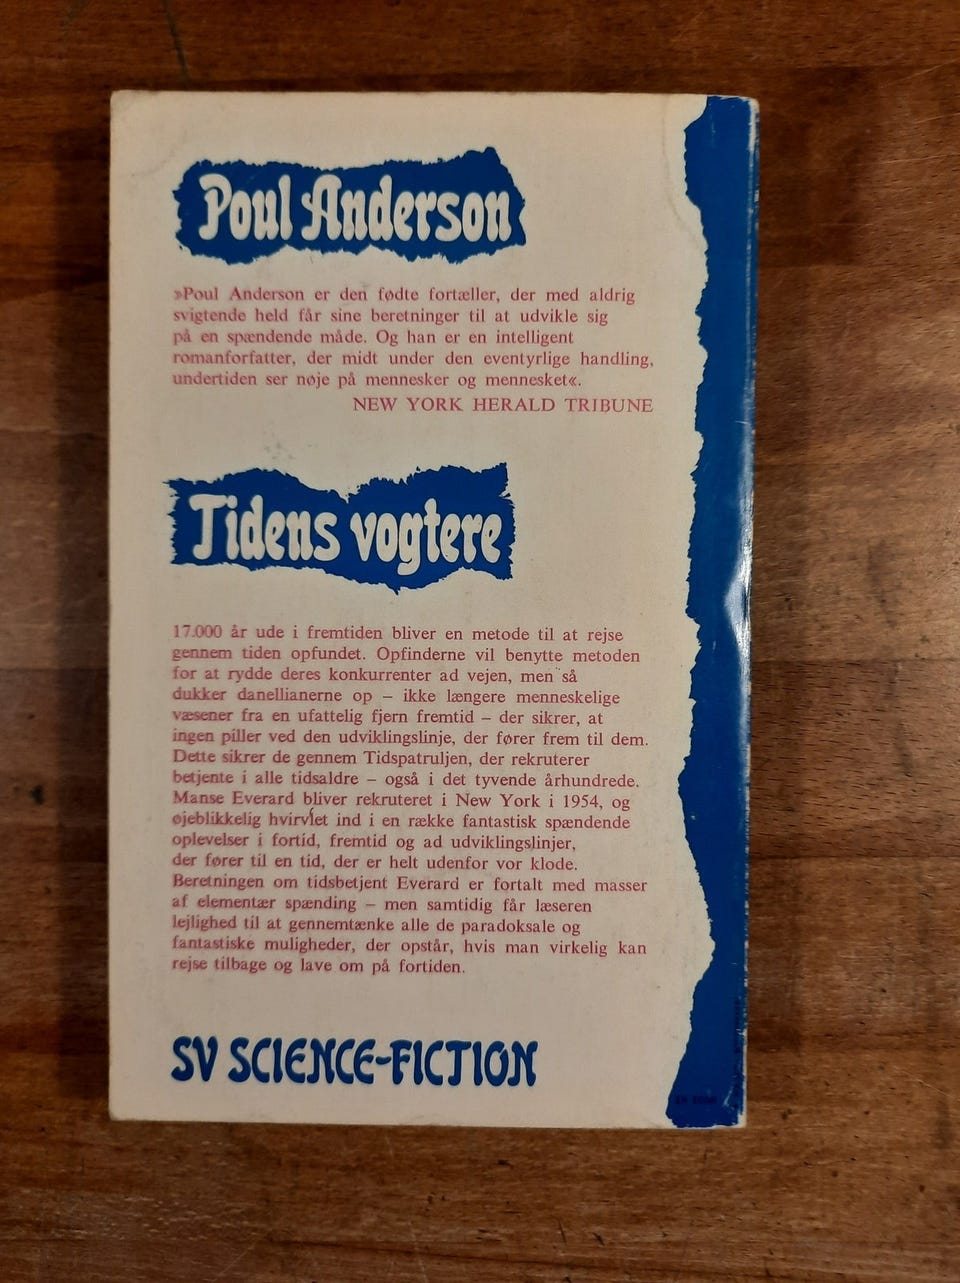 Poul Anderson
»Poul Anderson er den fødte fortæller, der med aldrig
svigtende held får sine beretninger til at udvikle sig
på en spændende måde. Og han er en intelligent
romanforfatter, der midt under den eventyrlige handling,
undertiden ser nøje på mennesker og mennesket«.
NEW YORK HERALD TRIBUNE
Tidens vogtere
17.000 år ude i fremtiden bliver en metode til at rejse
gennem tiden opfundet. Opfinderne vil benytte metoden
for at rydde deres konkurrenter ad vejen, men så
dukker danellianerne op – ikke længere menneskelige
væsener fra en ufattelig fjern fremtid – der sikrer, at
ingen piller ved den udviklingslinje, der fører frem til dem.
Dette sikrer de gennem Tidspatruljen, der rekruterer
betjente i alle tidsaldre – også i det tyvende århundrede.
Manse Everard bliver rekruteret i New York i 1954, og
øjeblikkelig hvirvlet ind i en række fantastisk spændende
oplevelser i fortid, fremtid og ad udviklingslinjer,
der fører til en tid, der er helt udenfor vor klode.
Beretningen om tidsbetjent Everard er fortalt med masser
af elementær spænding – men samtidig får læseren
lejlighed til at gennemtænke alle de paradoksale og
fantastiske muligheder, der opstår, hvis man virkelig kan
rejse tilbage og lave om på fortiden.
SV SCIENCE-FICTION